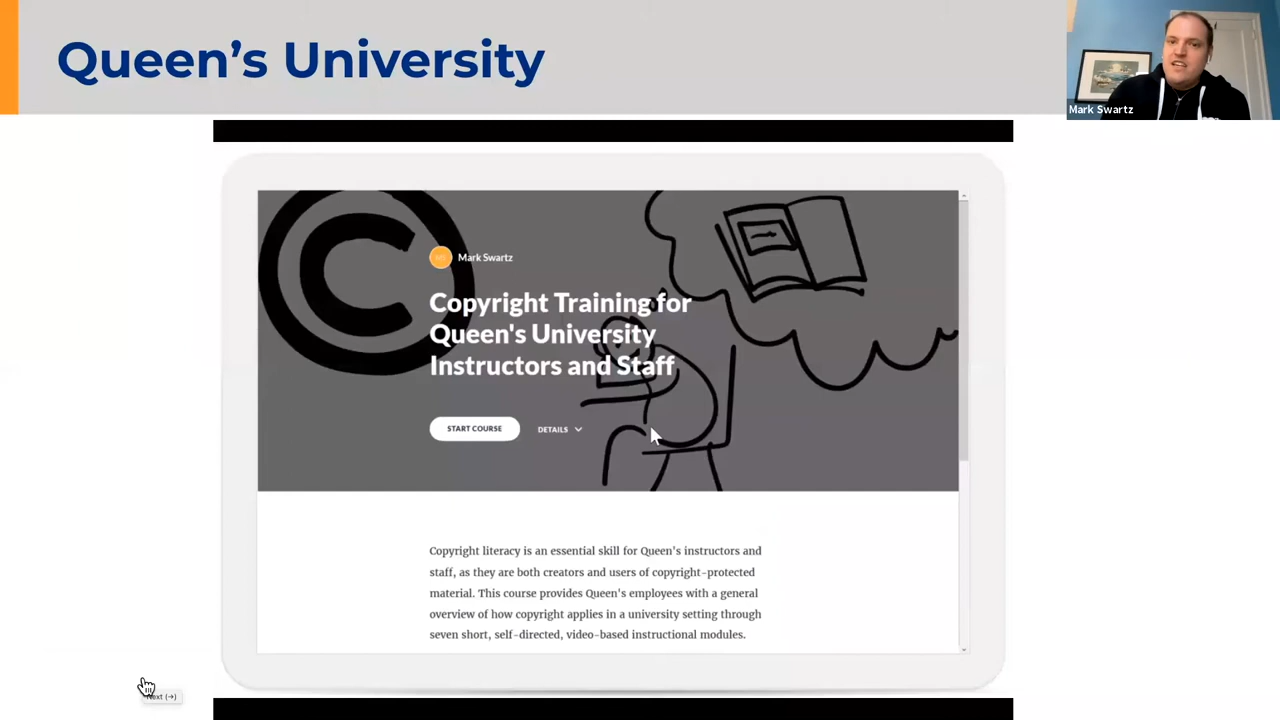 Queen's University
Mark Swartz
Mark Swartz
Copyright Training for
Queen's University
Instructors and Staff
START COURSE
DETAILS
Copyright literacy is an essential skill for Queen's instructors and
staff, as they are both creators and users of copyright-protected
material. This course provides Queen's employees with a general
overview of how copyright applies in a university setting through
seven short, self-directed, video-based instructional modules.
Next (→)